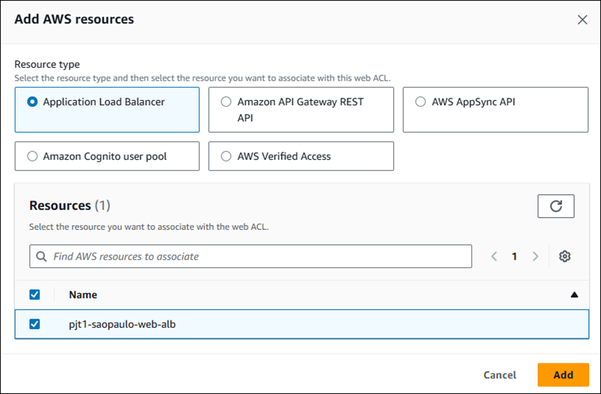 Add AWS resources
Resource type
Select the resource type and then select the resource you want to associate with this web ACL.
Application Load Balancer
Amazon API Gateway REST
API
AWS AppSync API
Amazon Cognito user pool
AWS Verified Access
Resources (1)
Select the resource you want to associate with the web ACL.
Find AWS resources to associate
1
Name
pjt1-saopaulo-web-alb
Cancel
Add